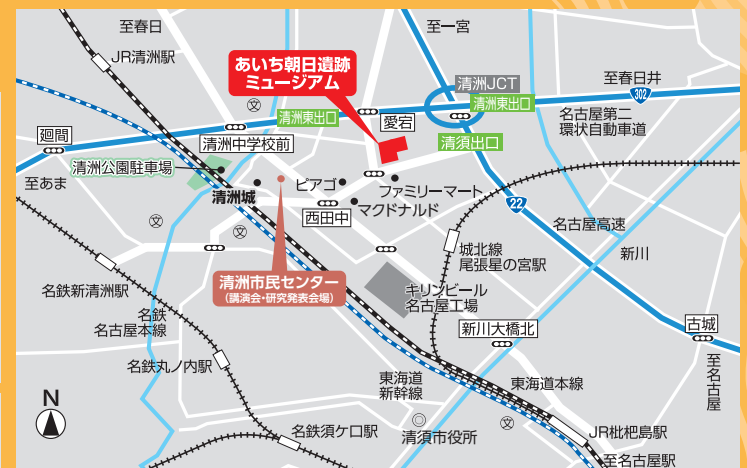 至春日
至一宮
JR清洲駅
あいち朝日遺跡
ミュージアム
清洲JCT
至春日井
302
清洲東出口
清洲東出口
愛宕
名古屋第二
環状自動車道
廻間
清洲中学校前
清須出口
清洲公園駐車場
至あま
清洲城
ピアゴ
ファミリーマート
マクドナルド
西田中
22
名古屋高速
新川
城北線
尾張星の宮駅
名鉄新清洲駅
清洲市民センター
(講演会・研究発表会場)
キリンビール
名古屋工場
名鉄
名古屋本線
新川大橋北
古城
名鉄丸ノ内駅
至名古屋
東海道
新幹線
東海道本線
N
名鉄須ケ口駅
清須市役所
JR枇杷島駅
至名古屋駅
文
文
文
文
文